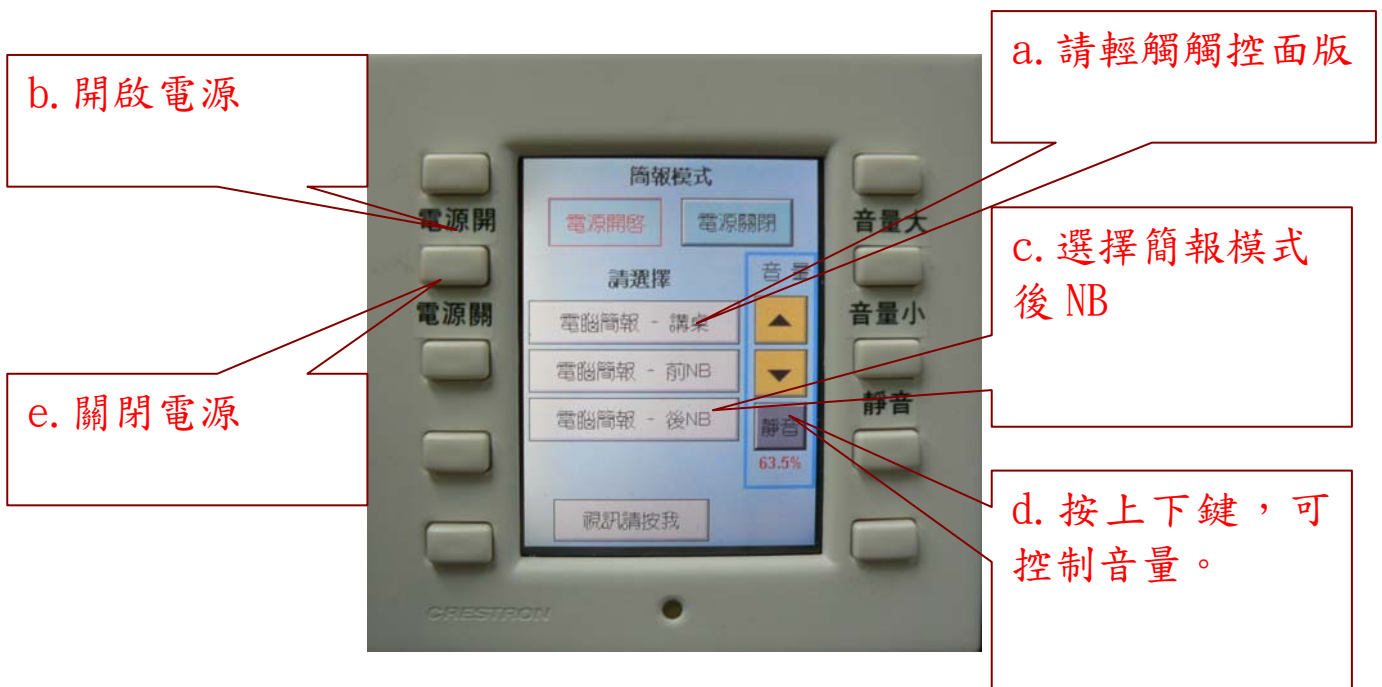 a. 請輕觸觸控面版
b. 開啟電源
簡報模式
電源開啟 電源關閉
電源開
音量大
c. 選擇簡報模式
後 NB
請選擇
音量
電源關
音量小
電腦簡報 - 講桌
電腦簡報 - 前NB
e. 關閉電源
電腦簡報 - 後NB
靜音
靜音
63.5%
d. 按上下鍵，可
控制音量。
視訊請按我
CRESTRON